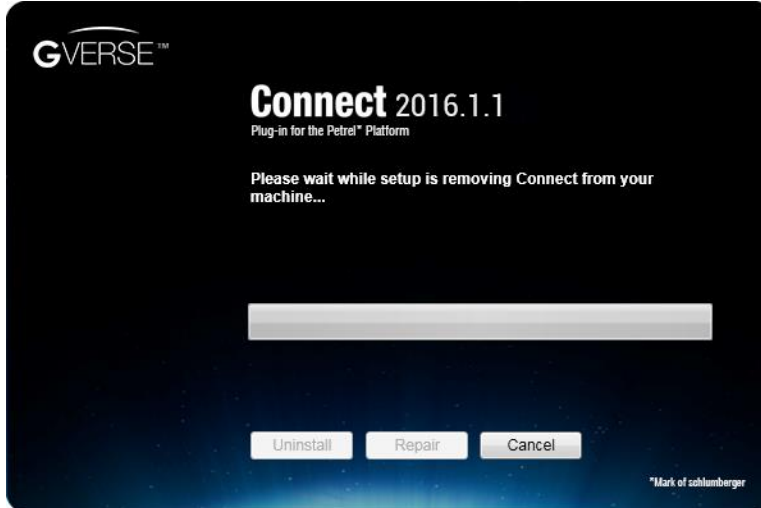 GVERSE™
Connect 2016.1.1
Plug-in for the Petrel* Platform
Please wait while setup is removing Connect from your
machine...
Uninstall Repair Cancel
*Mark of schlumberger